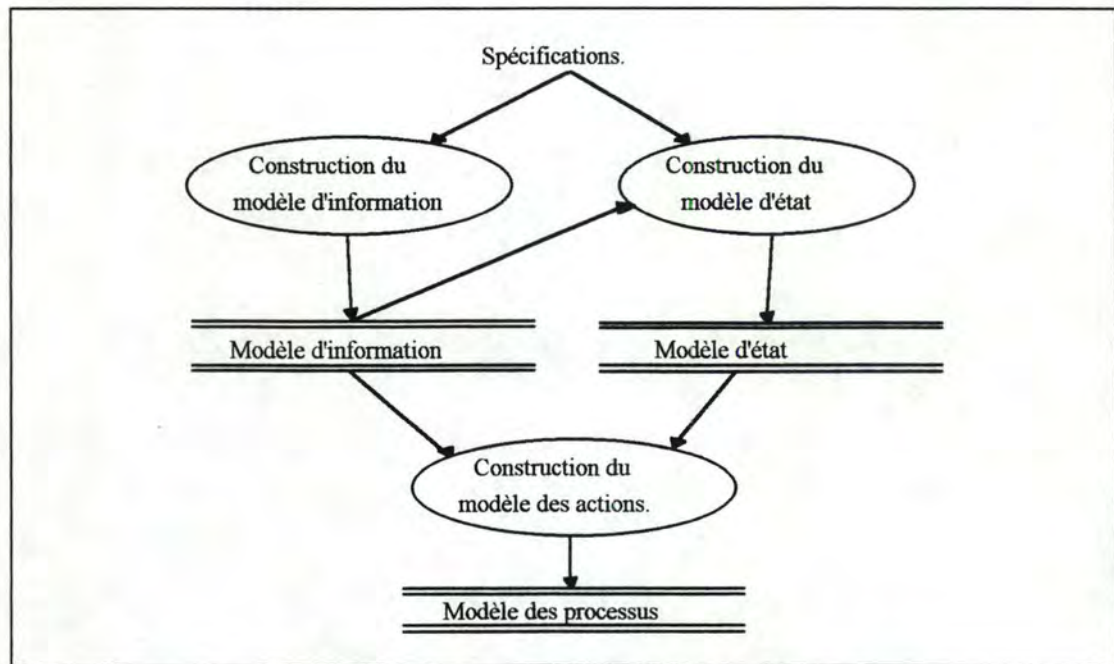 Spécifications.
Construction du
modèle d'information
Construction du
modèle d'état
Modèle d'information
Modèle d'état
Construction du
modèle des actions.
Modèle des processus